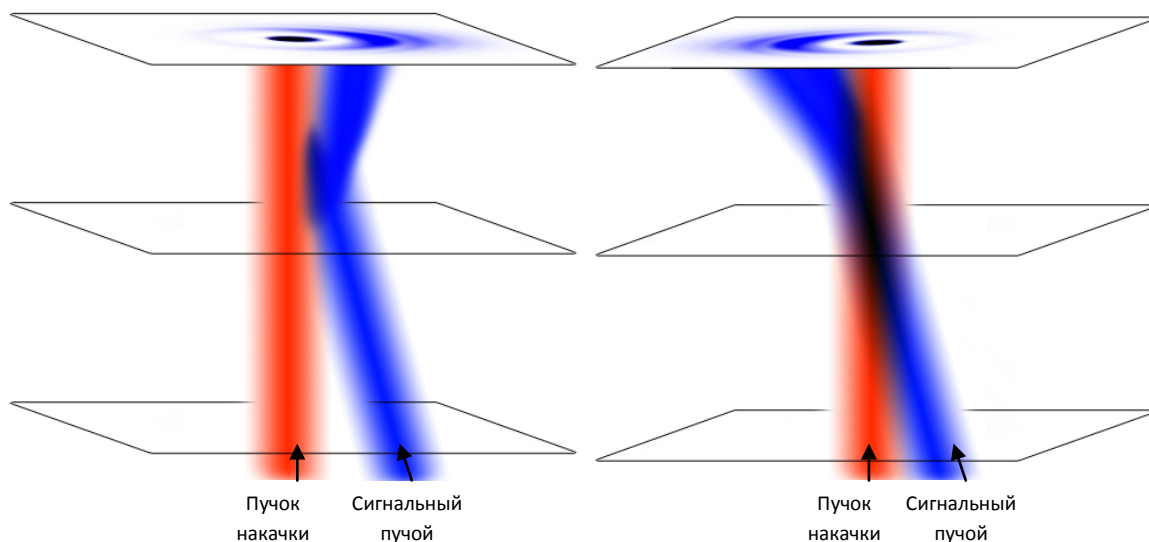 Пучок
накачки
Сигнальный
пучой
Пучок
накачки
Сигнальный
пучой